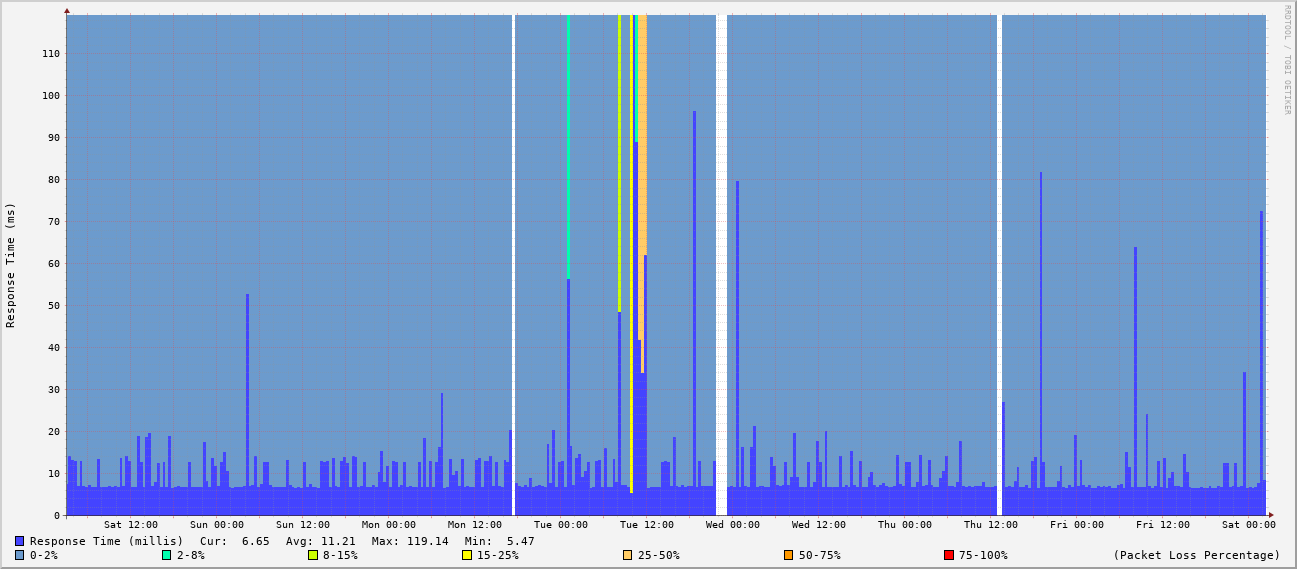 RRDTOOL / TOBI OETIKER
Response Time (ms)
110
100
90
80
70
60
50
40
30
20
10
0
Sat 12:00 Sun 00:00 Sun 12:00 Mon 00:00 Mon 12:00 Tue 00:00 Tue 12:00 Wed 00:00 Wed 12:00 Thu 00:00 Thu 12:00 Fri 00:00 Fri 12:00 Sat 00:00
Response Time (millis) Cur: 6.65 Avg: 11.21 Max: 119.14 Min: 5.47
0-2% 2-8% 8-15% 15-25% 25-50% 50-75% 75-100% (Packet Loss Percentage)